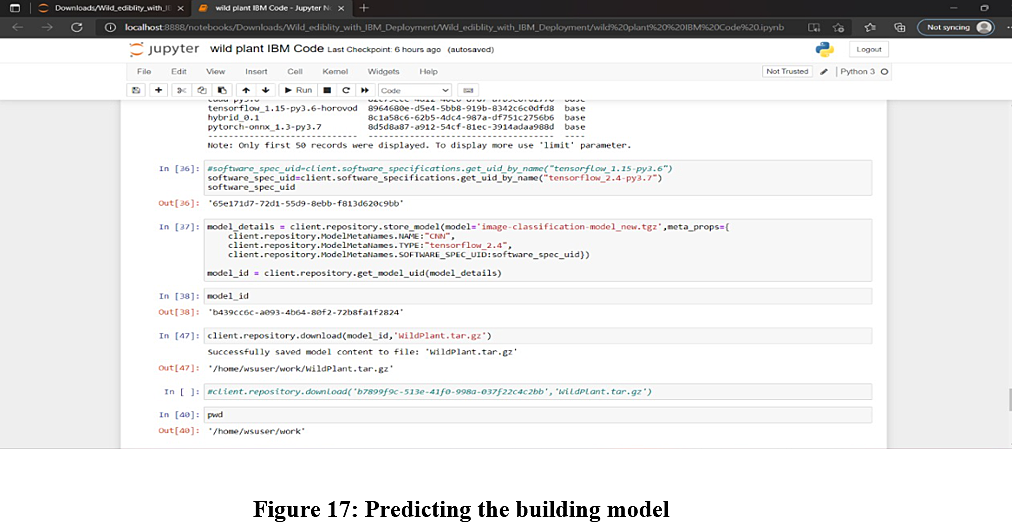 Downloads/Wild_ediblity_with_I
wild plant IBM Code - Jupyter N
localhost:8888/notebooks/Downloads/Wild_ediblity_with_IBM_Deployment/Wild_ediblity_with_IBM_Deployment/wild%20plant%20%20IBM%20Code%20.ipynb
Not syncing
jupyter wild plant IBM Code Last Checkpoint: 6 hours ago (autosaved)
Logout
File Edit View Insert Cell Kernel Widgets Help
Not Trusted
Python 3
Run
Code
tensorflow_1.15-py3.6-horovod 8964680e-d5e4-5bb8-919b-8342c6c0dfd8 base
hybrid_0.1 8c1a58c6-62b5-4dc4-987a-df751c2756b6 base
pytorch-onnx_1.3-py3.7 8d5d8a87-a912-54cf-81ec-3914adaa988d base
------------------------------- ------------------------------------ ----
Note: Only first 50 records were displayed. To display more use 'limit' parameter.
In [36]: #software_spec_uid=client.software_specifications.get_uid_by_name("tensorflow_1.15-py3.6")
software_spec_uid=client.software_specifications.get_uid_by_name("tensorflow_2.4-py3.7")
software_spec_uid
Out[36]: '65e171d7-72d1-55d9-8ebb-f813d620c9bb'
In [37]: model_details = client.repository.store_model(model='image-classification-model_new.tgz',meta_props={
client.repository.ModelMetaNames.NAME:"CNN",
client.repository.ModelMetaNames.TYPE:"tensorflow_2.4",
client.repository.ModelMetaNames.SOFTWARE_SPEC_UID:software_spec_uid})
model_id = client.repository.get_model_uid(model_details)
In [38]: model_id
Out[38]: 'b439cc6c-a093-4b64-80f2-72b8fa1f2824'
In [47]: client.repository.download(model_id,'WildPlant.tar.gz')
Successfully saved model content to file: 'WildPlant.tar.gz'
Out[47]: '/home/wsuser/work/WildPlant.tar.gz'
In [ ]: #client.repository.download('b7899f9c-513e-41f0-998a-037f22c4c2bb','WildPlant.tar.gz')
In [40]: pwd
Out[40]: '/home/wsuser/work'
Figure 17: Predicting the building model